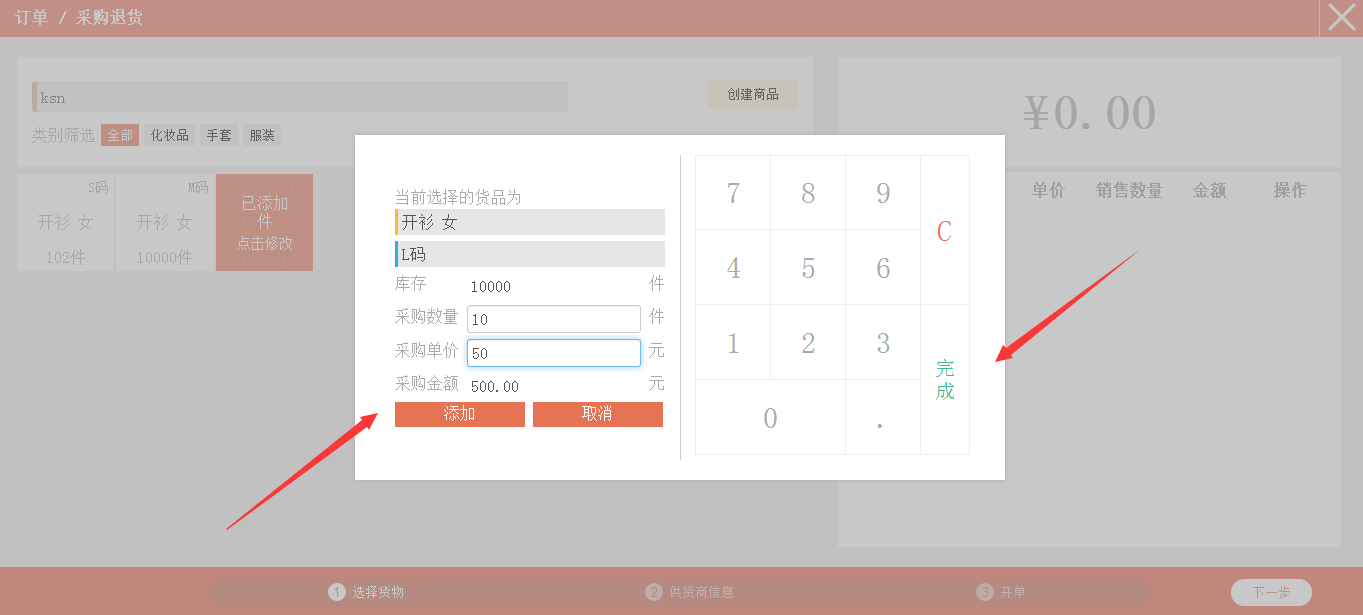 订单 / 采购退货
ksn
创建商品
类别筛选 全部 化妆品 手套 服装
¥0.00
S码
开衫 女
102件
M码
开衫 女
10000件
已添加
件
点击修改
单价 销售数量 金额 操作
当前选择的货品为
开衫 女
L码
库存 10000 件
采购数量 10 件
采购单价 50 元
采购金额 500.00 元
添加 取消
7 8 9
C
4 5 6
1 2 3
完
成
0 .
1 选择货物 2 供货商信息 3 开单 下一步